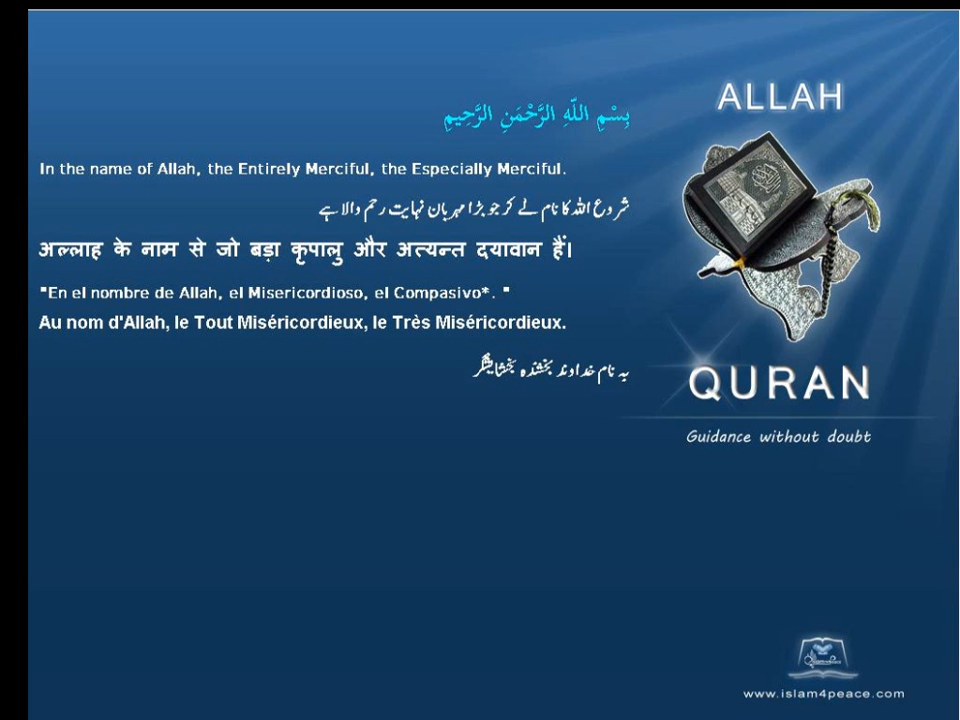 بِسْمِ اللَّهِ الرَّحْمَنِ الرَّحِيمِ
In the name of Allah, the Entirely Merciful, the Especially Merciful.
شروع الله کا نام لے کر جو بڑا مہربان نہایت رحم والا ہے
अल्लाह के नाम से जो बड़ा कृपालु और अत्यन्त दयावान हैं।
"En el nombre de Allah, el Misericordioso, el Compasivo*. "
Au nom d'Allah, le Tout Miséricordieux, le Très Miséricordieux.
به نام خداوند بخشنده بخشایشگر
ALLAH
QURAN
Guidance without doubt
www.islam4peace.com